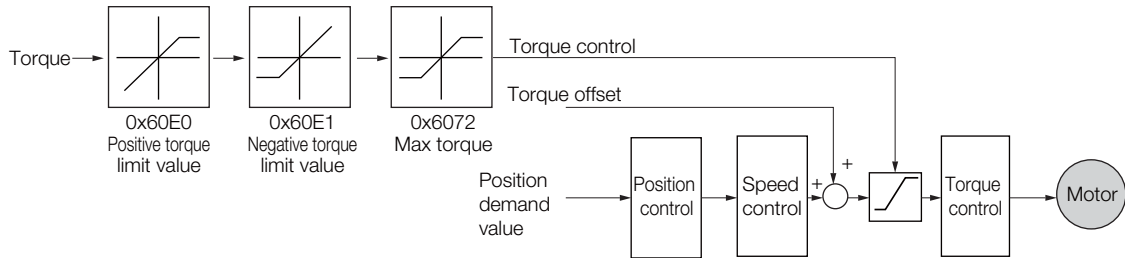 Torque
0x60E0
Positive torque
limit value
0x60E1
Negative torque
limit value
0x6072
Max torque
Torque control
Torque offset
Position
demand
value
Position
control
Speed
control
+
+
Torque
control
Motor